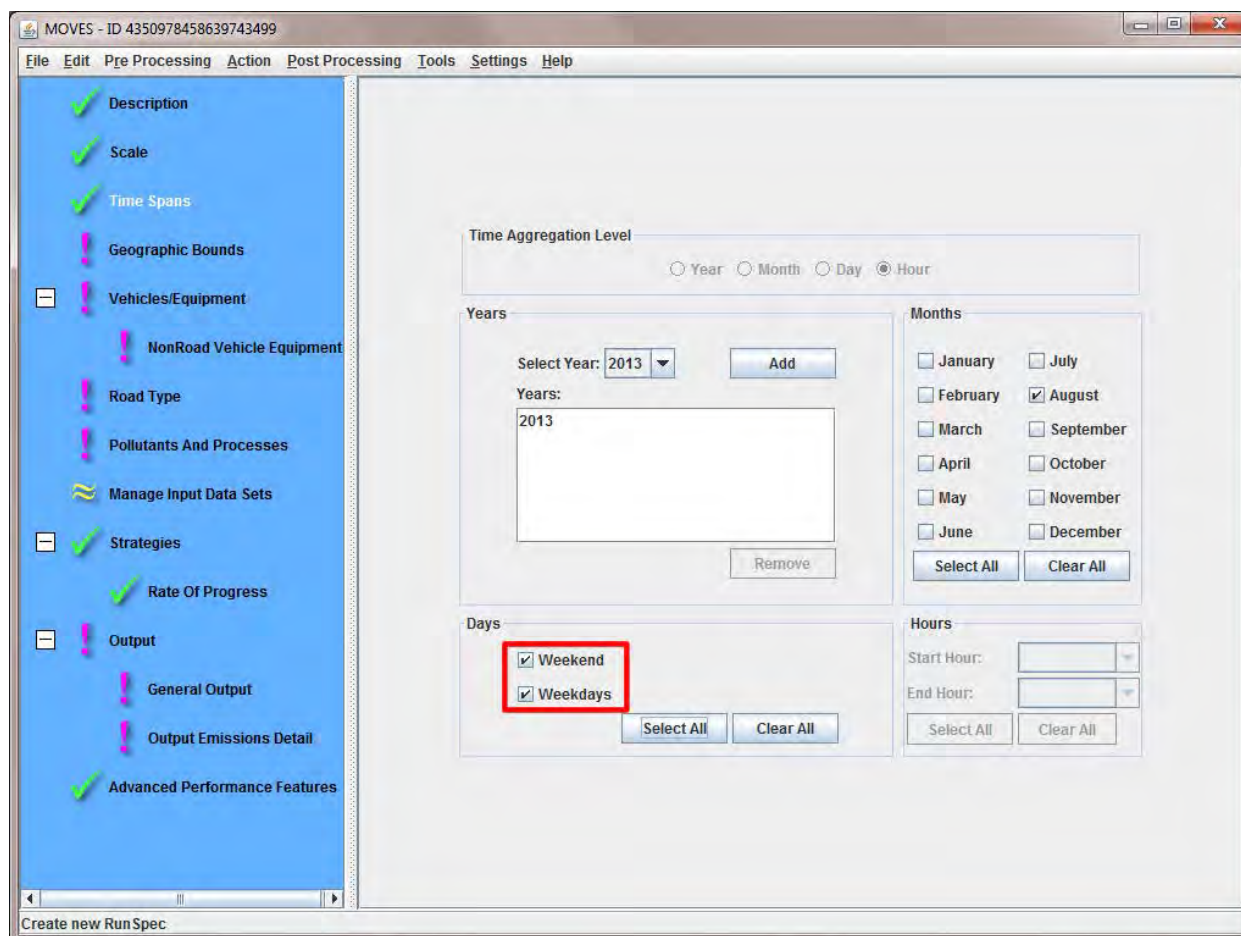 MOVES - ID 4350978458639743499
File Edit Pre Processing Action Post Processing Tools Settings Help
Description
Scale
Time Spans
Geographic Bounds
Vehicles/Equipment
NonRoad Vehicle Equipment
Road Type
Pollutants And Processes
Manage Input Data Sets
Strategies
Rate Of Progress
Output
General Output
Output Emissions Detail
Advanced Performance Features
Time Aggregation Level
Year Month Day Hour
Years
Select Year: 2013 Add
Years:
2013
Remove
Months
January July
February August
March September
April October
May November
June December
Select All Clear All
Days
Weekend
Weekdays
Select All Clear All
Hours
Start Hour:
End Hour:
Select All Clear All
Create new RunSpec